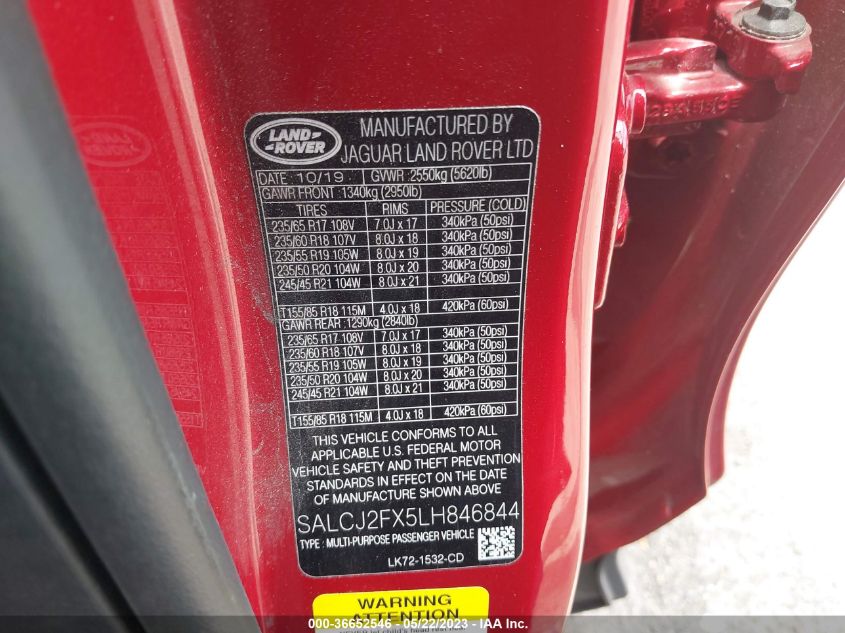 LAND-
-ROVER
MANUFACTURED BY
JAGUAR LAND ROVER LTD
DATE: 10/19 GVWR: 2550kg (5620lb)
GAWR FRONT: 1340kg (2950lb)
TIRES RIMS PRESSURE (COLD)
235/65 R17 108V 7.0J x 17 340kPa (50psi)
235/60 R18 107V 8.0J x 18 340kPa (50psi)
235/55 R19 105W 8.0J x 19 340kPa (50psi)
235/50 R20 104W 8.0J x 20 340kPa (50psi)
245/45 R21 104W 8.0J x 21 340kPa (50psi)
T155/85 R18 115M 4.0J x 18 420kPa (60psi)
GAWR REAR: 1290kg (2840lb)
235/65 R17 108V 7.0J x 17 340kPa (50psi)
235/60 R18 107V 8.0J x 18 340kPa (50psi)
235/55 R19 105W 8.0J x 19 340kPa (50psi)
235/50 R20 104W 8.0J x 20 340kPa (50psi)
245/45 R21 104W 8.0J x 21 340kPa (50psi)
T155/85 R18 115M 4.0J x 18 420kPa (60psi)
THIS VEHICLE CONFORMS TO ALL
APPLICABLE U.S. FEDERAL MOTOR
VEHICLE SAFETY AND THEFT PREVENTION
STANDARDS IN EFFECT ON THE DATE
OF MANUFACTURE SHOWN ABOVE
SALCJ2FX5LH846844
TYPE: MULTI-PURPOSE PASSENGER VEHICLE
LK72-1532-CD
WARNING
ATTENTION
000-36652546 - 05/22/2023 - IAA Inc.